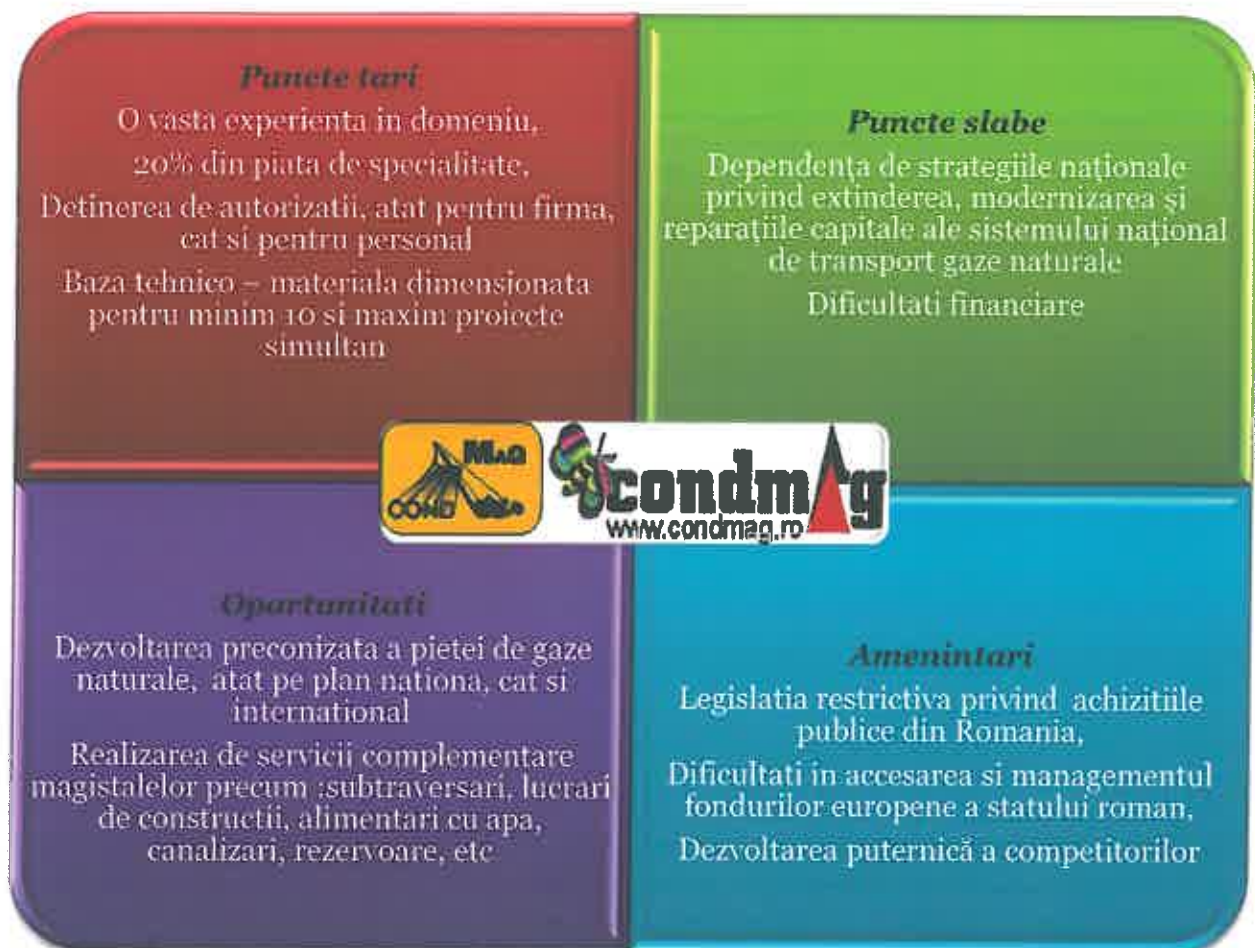 Puncte tari
O vasta experienta in domeniu,
20% din piata de specialitate,
Detinerea de autorizatii, atat pentru firma,
cat si pentru personal
Baza tehnico – materiala dimensionata
pentru minim 10 si maxim proiecte
simultan
Puncte slabe
Dependența de strategiile naționale
privind extinderea, modernizarea și
reparațiile capitale ale sistemului național
de transport gaze naturale
Dificultati financiare
MAG
COND
condmag
www.condmag.ro
Oportunitati
Dezvoltarea preconizata a pietei de gaze
naturale, atat pe plan nationa, cat si
international
Realizarea de servicii complementare
magistalelor precum :subtraversari, lucrari
de constructii, alimentari cu apa,
canalizari, rezervoare, etc
Amenintari
Legislatia restrictiva privind achizitiile
publice din Romania,
Dificultati in accesarea si managementul
fondurilor europene a statului roman,
Dezvoltarea puternică a competitorilor